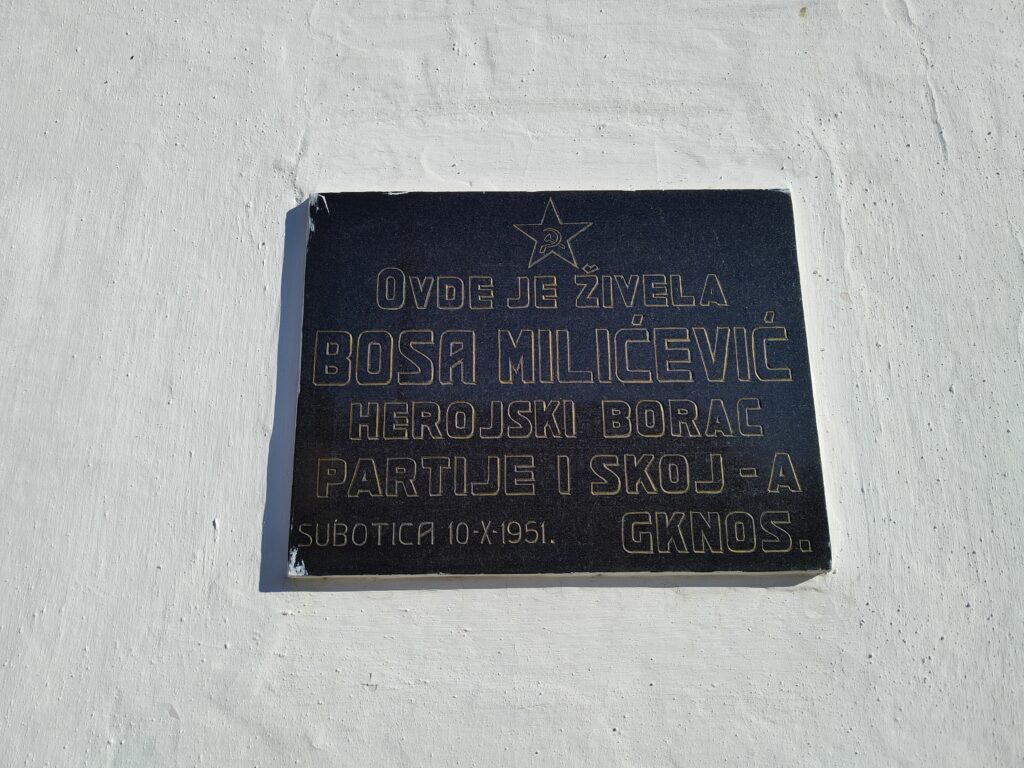 OVDE JE ŽIVELA
BOSA MILIĆEVIĆ
HEROJSKI BORAC
PARTIJE I SKOJ-A
SUBOTICA 10-X-1951. GKNOS.